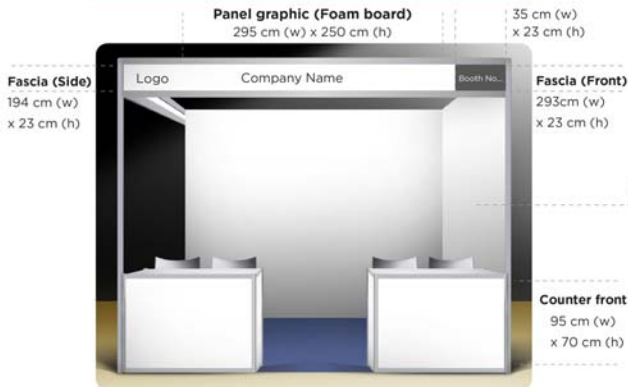 Panel graphic (Foam board)
295 cm (w) x 250 cm (h)
35 cm (w)
x 23 cm (h)
Fascia (Side)
194 cm (w)
x 23 cm (h)
Logo
Company Name
Booth No...
Fascia (Front)
293cm (w)
x 23 cm (h)
Counter front
95 cm (w)
x 70 cm (h)